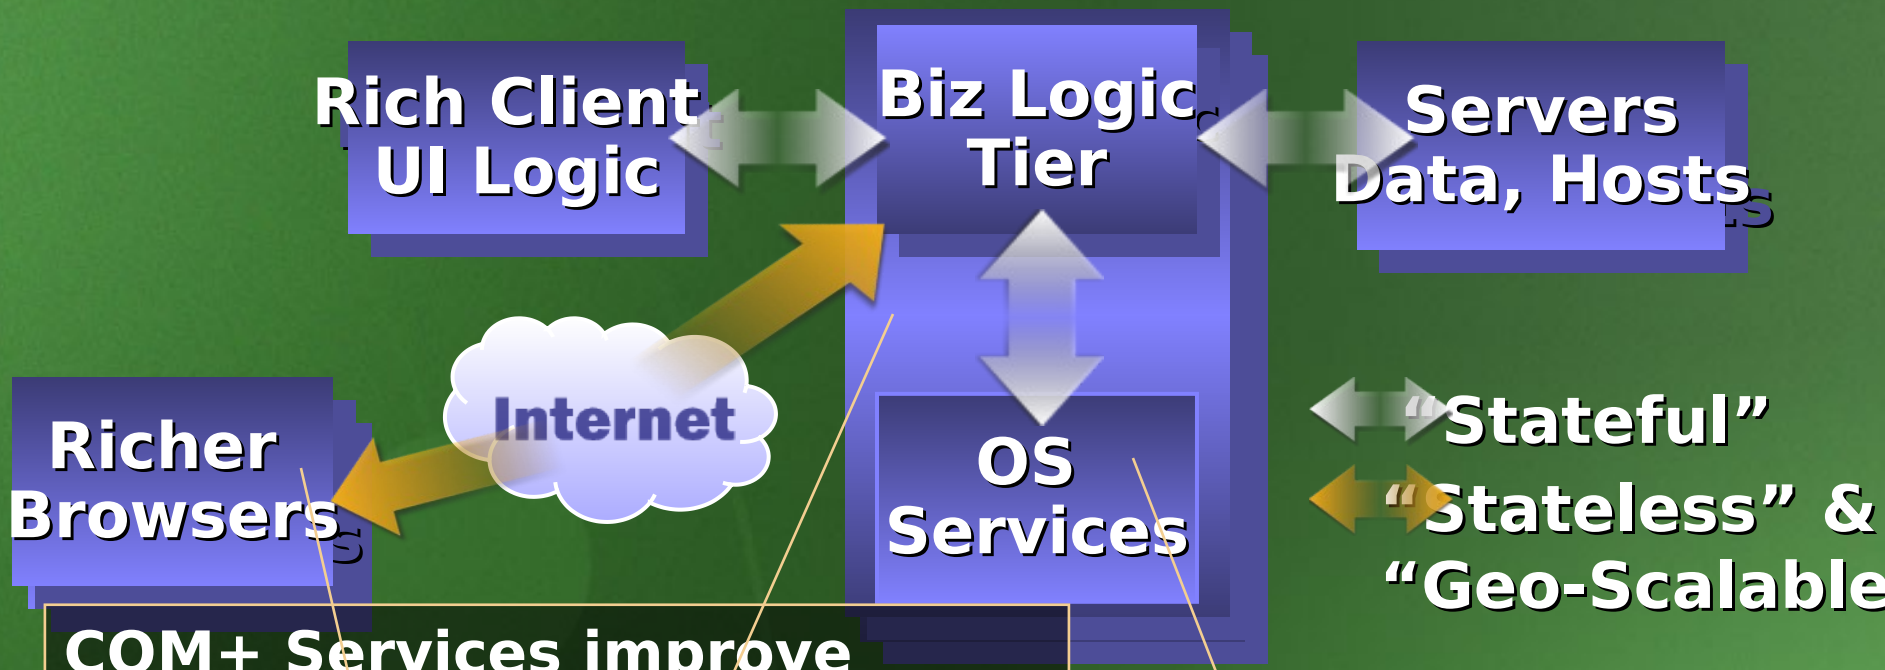 Rich Client
UI Logic
Biz Logic
Tier
Servers
Data, Hosts
Internet
Richer
Browsers
OS
Services
“Stateful”
“Stateless” &
“Geo-Scalable
COM+ Services improve